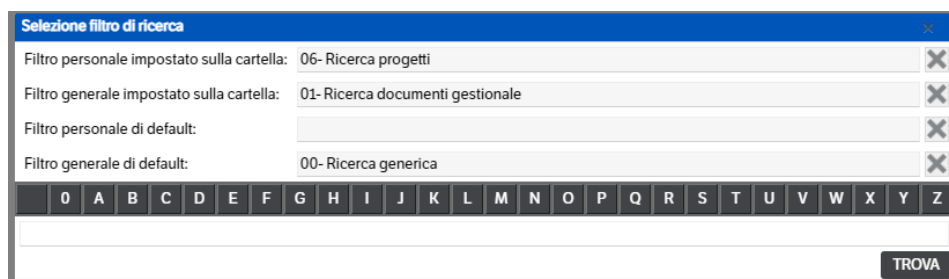 Selezione filtro di ricerca
Filtro personale impostato sulla cartella: 06- Ricerca progetti
Filtro generale impostato sulla cartella: 01- Ricerca documenti gestionale
Filtro personale di default:
Filtro generale di default: 00- Ricerca generica
0 A B C D E F G H I J K L M N O P Q R S T U V W X Y Z
TROVA